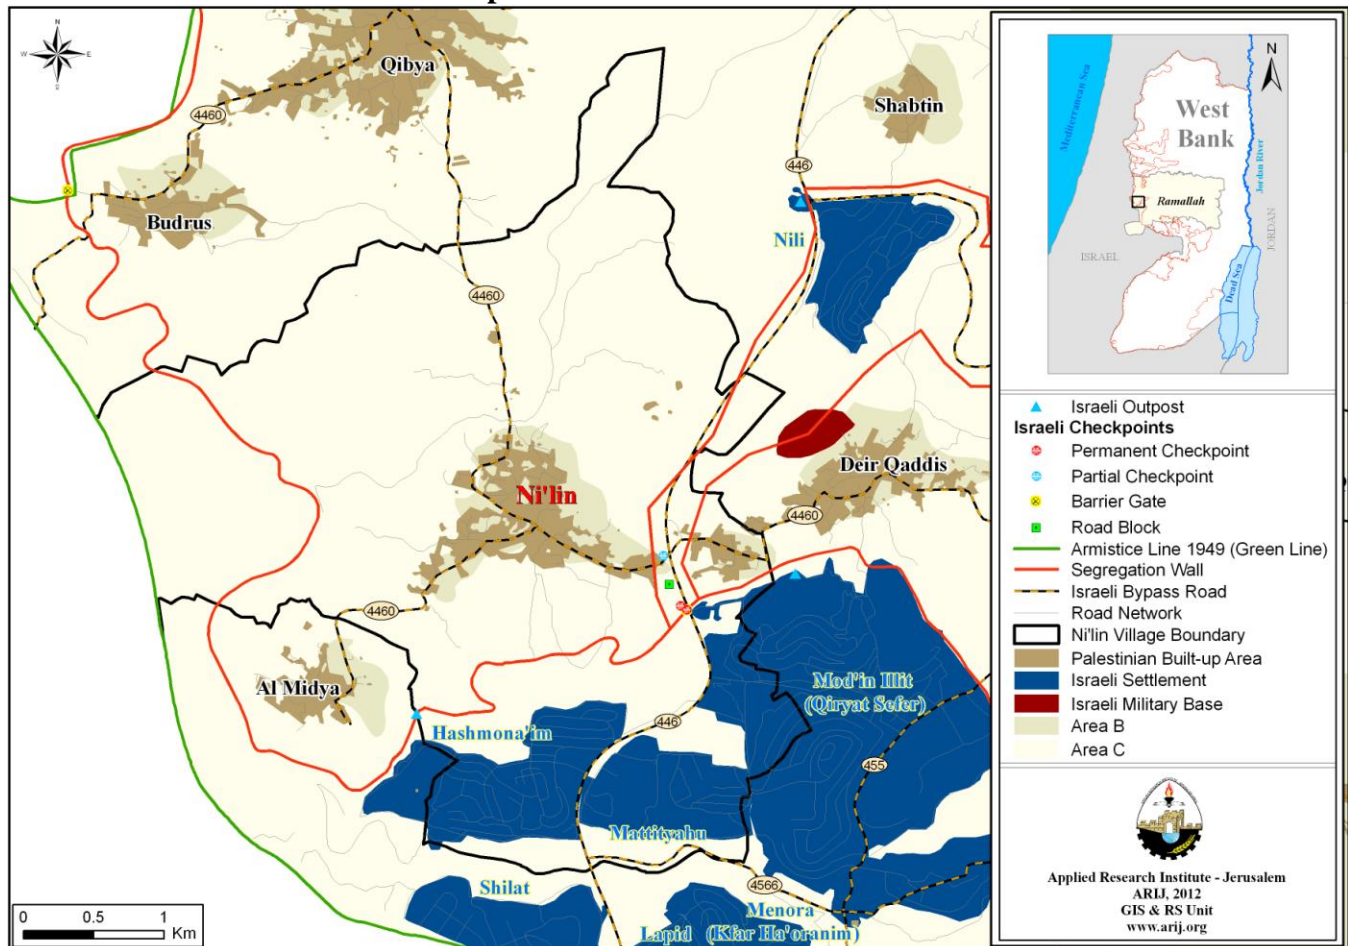 N
W
E
S
Qibya
4460
Shabtin
446
Budrus
Nili
4460
Deir Qaddis
Ni'lin
4460
4460
Al Midya
Mod'in Illit
(Qiryat Sefer)
446
Hashmona'im
455
Mattityahu
Shilat
4566
Menora
Lapid
(Kfar Ha'oranim)
0 0.5 1
Km
N
Mediterranean Sea
West
Bank
Jordan River
Ramallah
JORDAN
ISRAEL
Dead Sea
Israeli Outpost
Israeli Checkpoints
Permanent Checkpoint
Partial Checkpoint
Barrier Gate
Road Block
Armistice Line 1949 (Green Line)
Segregation Wall
Israeli Bypass Road
Road Network
Ni'lin Village Boundary
Palestinian Built-up Area
Israeli Settlement
Israeli Military Base
Area B
Area C
Applied Research Institute - Jerusalem
ARIJ, 2012
GIS & RS Unit
www.arij.org